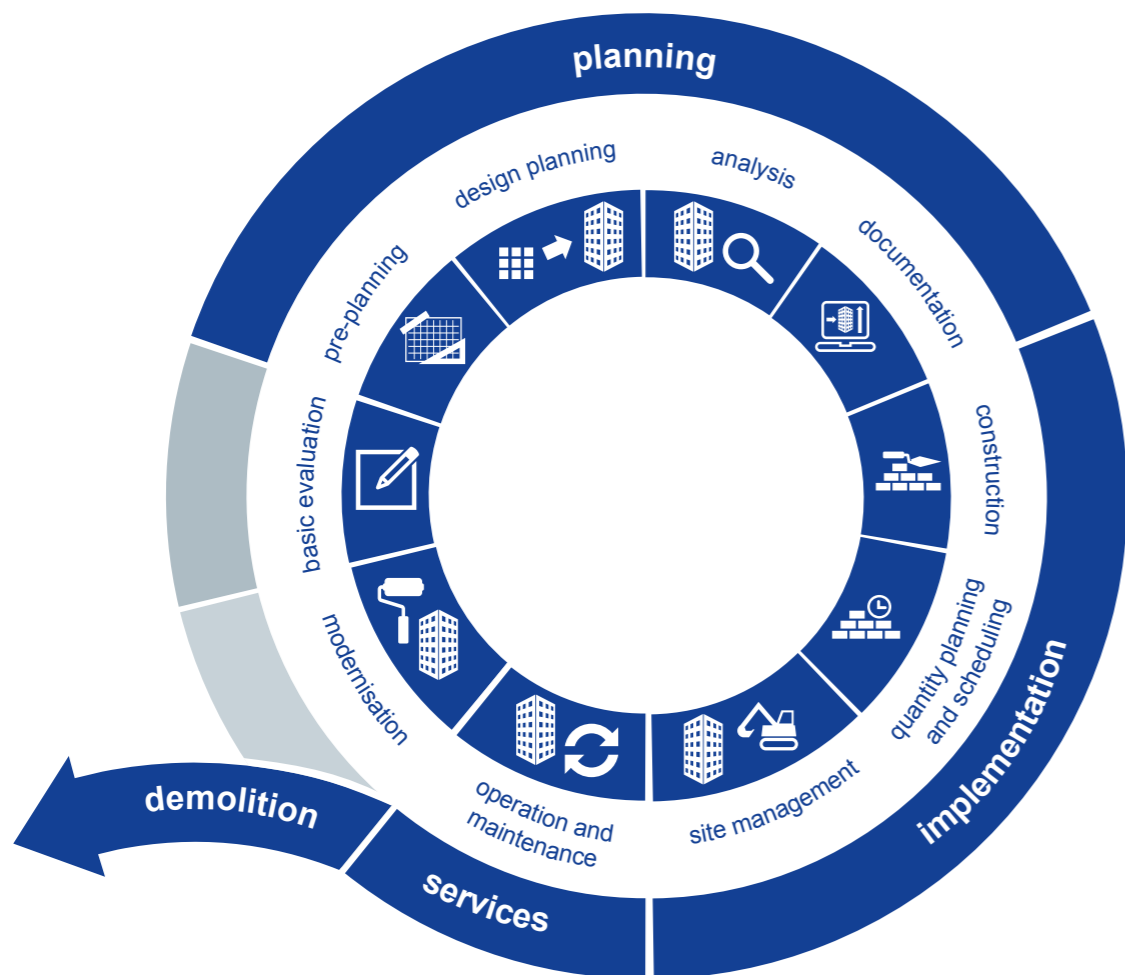 planning
design planning
analysis
pre-planning
documentation
basic evaluation
construction
modernisation
quantity planning
and scheduling
operation and
maintenance
site management
implementation
demolition
services